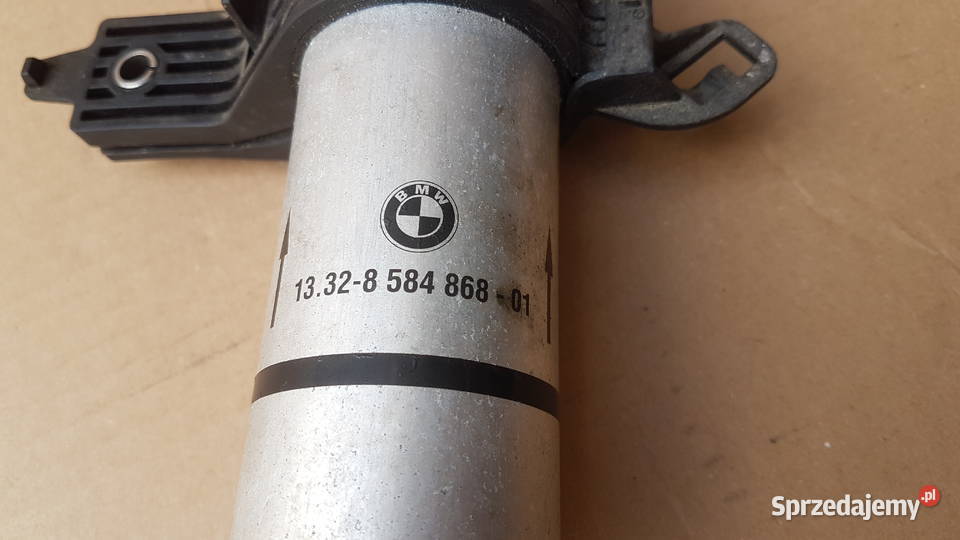 BMW
13.32-8 584 868 - 01
Sprzedajemy.pl